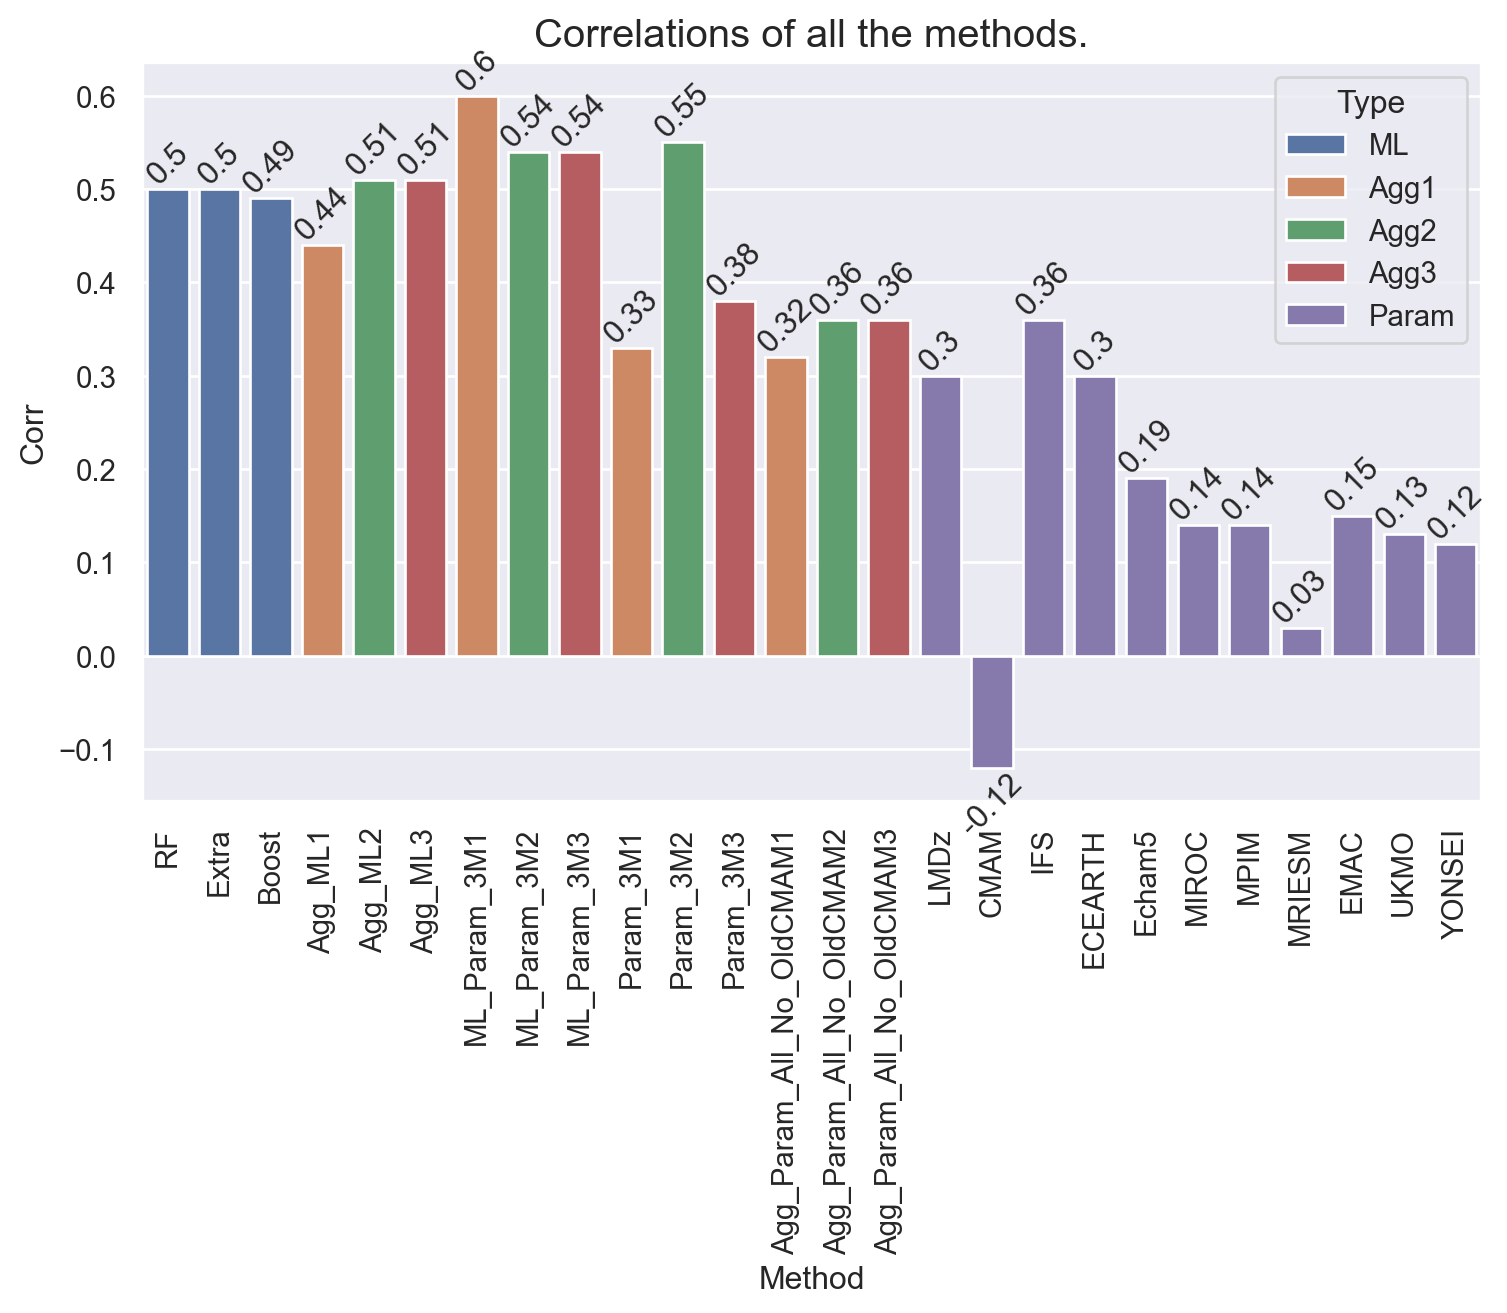 Correlations of all the methods.
Corr
0.6
0.5
0.4
0.3
0.2
0.1
0.0
−0.1
0.5
0.5
0.49
0.44
0.51
0.51
0.6
0.54
0.54
0.33
0.55
0.38
0.32
0.36
0.36
0.3
-0.12
0.36
0.3
0.19
0.14
0.14
0.03
0.15
0.13
0.12
Type
ML
Agg1
Agg2
Agg3
Param
RF
Extra
Boost
Agg_ML1
Agg_ML2
Agg_ML3
ML_Param_3M1
ML_Param_3M2
ML_Param_3M3
Param_3M1
Param_3M2
Param_3M3
Agg_Param_All_No_OldCMAM1
Agg_Param_All_No_OldCMAM2
Agg_Param_All_No_OldCMAM3
LMDz
CMAM
IFS
ECEARTH
Echam5
MIROC
MPIM
MRIESM
EMAC
UKMO
YONSEI
Method